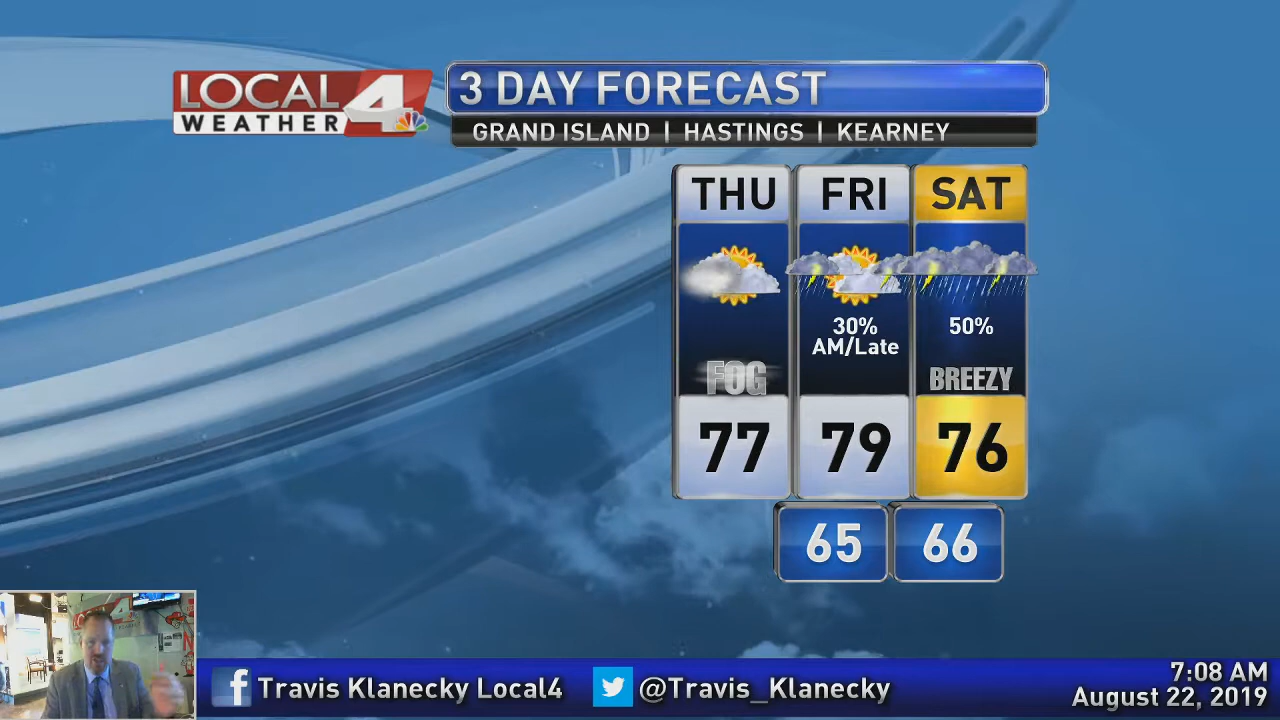 LOCAL 4
WEATHER
3 DAY FORECAST
GRAND ISLAND | HASTINGS | KEARNEY
THU FRI SAT
30% 50%
AM/Late
FOG BREEZY
77 79 76
65 66
Travis Klanecky Local4 @Travis_Klanecky
7:08 AM
August 22, 2019